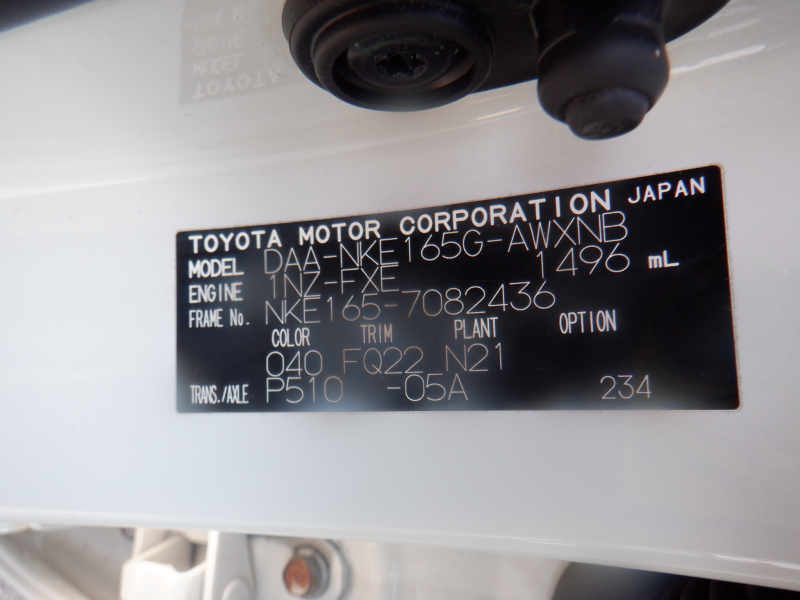 TOYOTA MOTOR CORPORATION JAPAN
MODEL DAA-NKE165G-AWXNB
ENGINE 1NZ-FXE 1496 mL
FRAME No. NKE165-7082436
COLOR TRIM PLANT OPTION
040 FQ22 N21
TRANS./AXLE P510 -05A 234